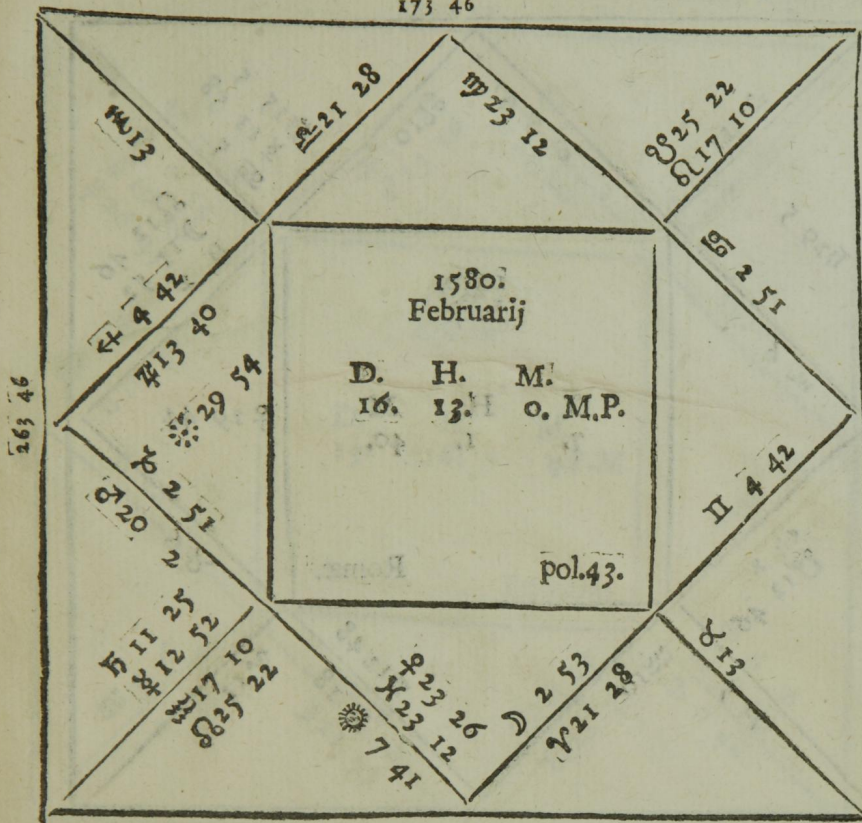 173 46
♏13
♎21 28
♍23 12
☋25 22
♌17 10
♋ 2 51
♐ 4 42
♃13 40
29 54
♑ 2 51
263 46
1580.
Februarij
D. H. M.
16. 13. 0. M.P.
pol.43.
♊ 4 42
♂20 2
♄ 11 25
☿12 52
♒17 10
☊25 22
♀23 26
♓23 12
☉ 7 41
☽ 2 53
♈21 28
♉13